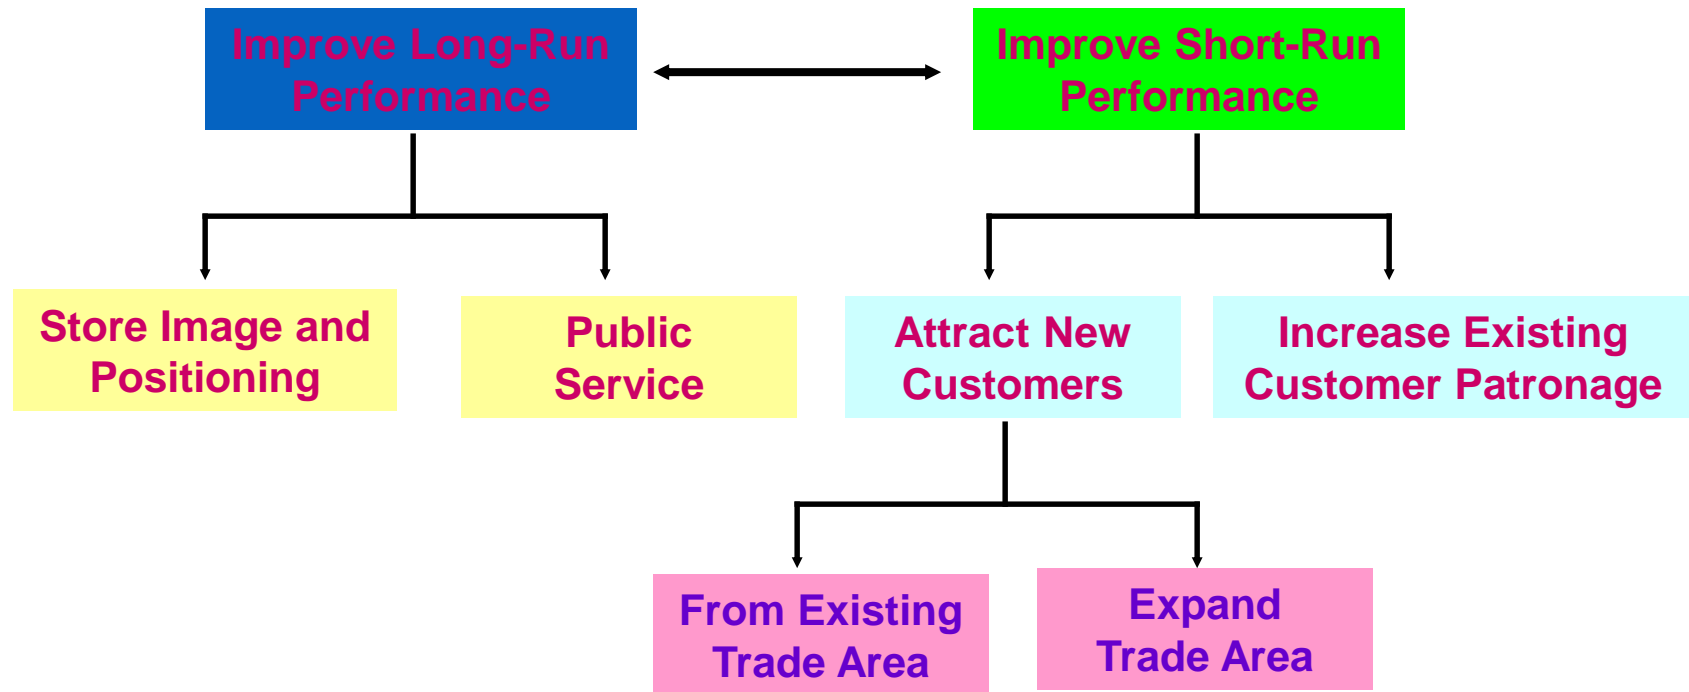 Improve Long-Run
Performance
Improve Short-Run
Performance
Store Image and
Positioning
Public
Service
Attract New
Customers
Increase Existing
Customer Patronage
From Existing
Trade Area
Expand
Trade Area